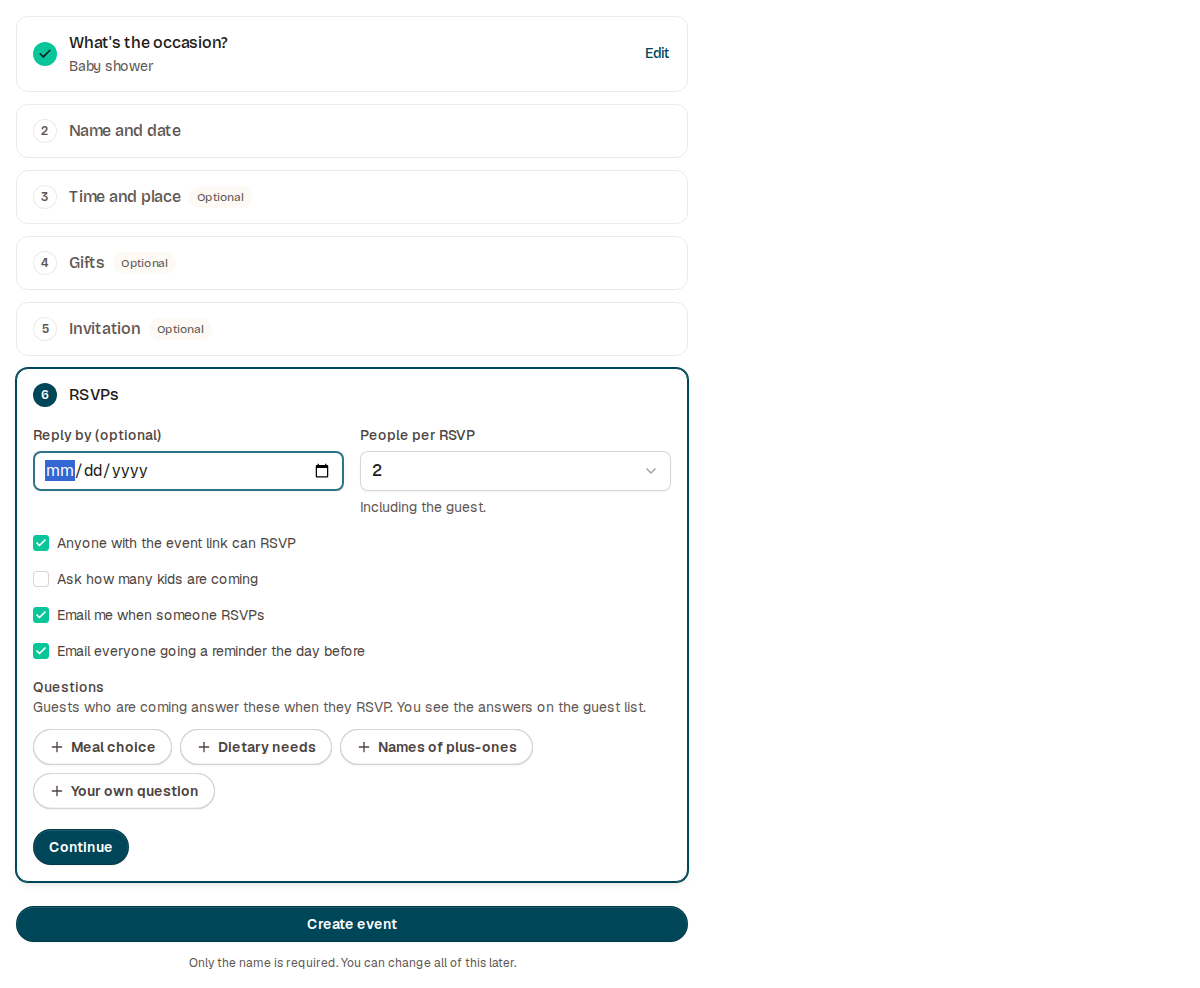 What's the occasion?
Baby shower
Edit
2 Name and date
3 Time and place Optional
4 Gifts Optional
5 Invitation Optional
6 RSVPs
Reply by (optional)
mm/dd/yyyy
People per RSVP
2
Including the guest.
Anyone with the event link can RSVP
Ask how many kids are coming
Email me when someone RSVPs
Email everyone going a reminder the day before
Questions
Guests who are coming answer these when they RSVP. You see the answers on the guest list.
+ Meal choice + Dietary needs + Names of plus-ones
+ Your own question
Continue
Create event
Only the name is required. You can change all of this later.